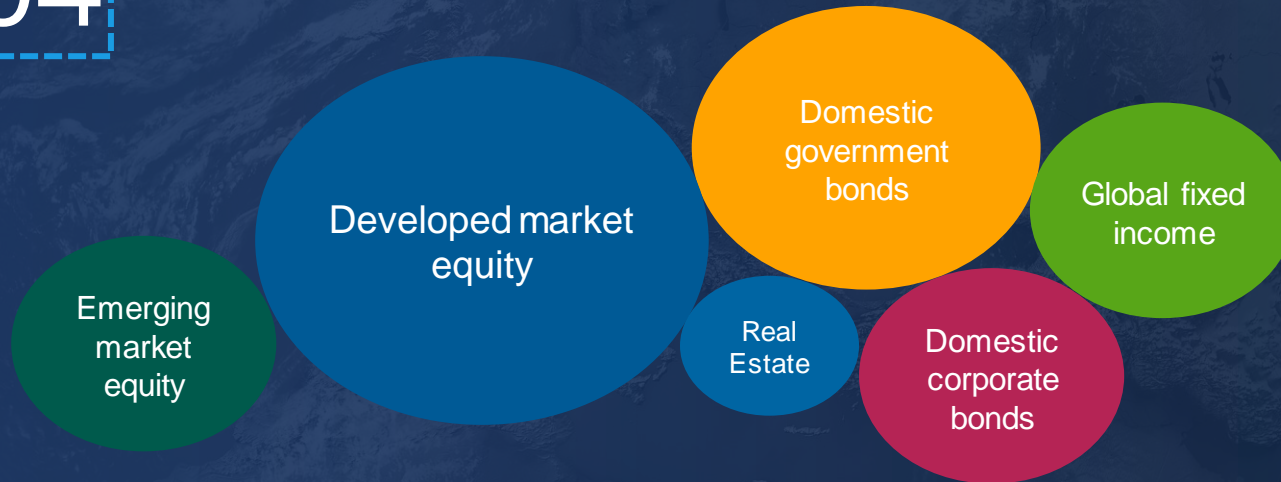 Developed market
equity
Domestic
government
bonds
Global fixed
income
Emerging
market
equity
Real
Estate
Domestic
corporate
bonds